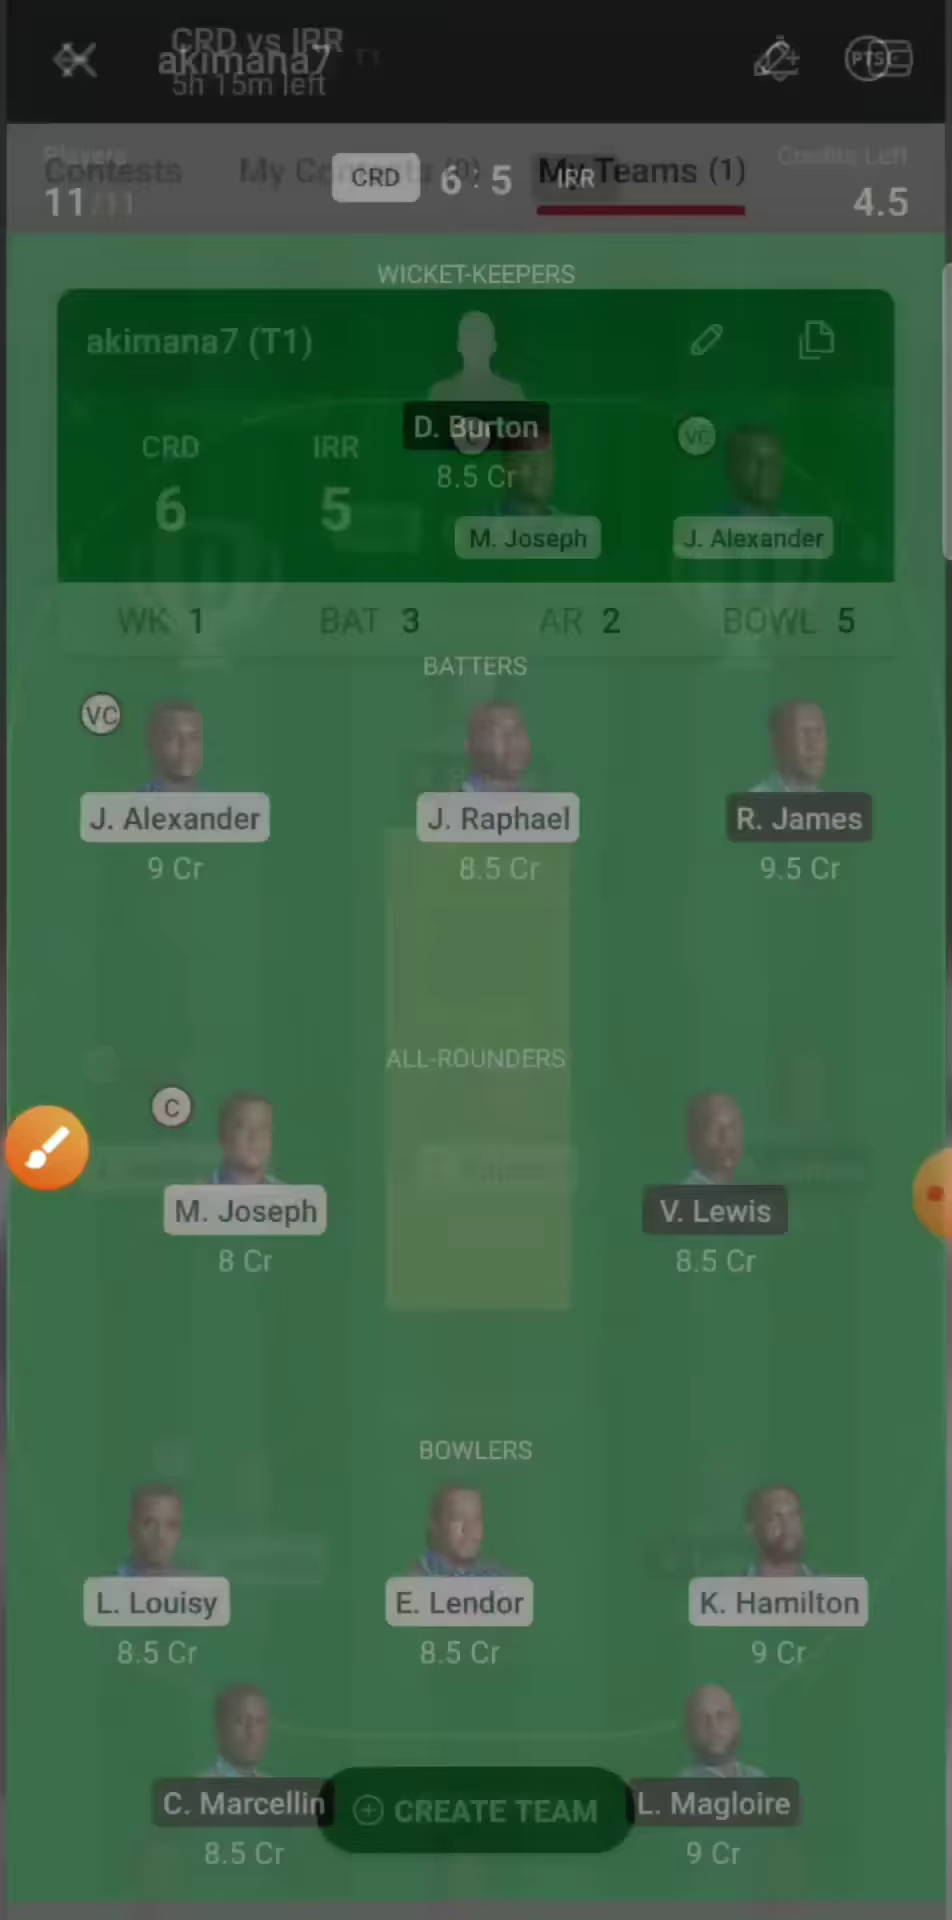 CRD vs IRR
akimana7 T1
5h 15m left
PTS
Players
Credits Left
Contests
My Contests (0)
My Teams (1)
11/11
CRD 6 : 5 IRR
4.5
WICKET-KEEPERS
akimana7 (T1)
D. Burton
8.5 Cr
CRD
6
IRR
5
VC
M. Joseph
J. Alexander
WK 1
BAT 3
AR 2
BOWL 5
BATTERS
VC
J. Alexander
9 Cr
J. Raphael
8.5 Cr
R. James
9.5 Cr
ALL-ROUNDERS
C
M. Joseph
8 Cr
V. Lewis
8.5 Cr
BOWLERS
L. Louisy
8.5 Cr
E. Lendor
8.5 Cr
K. Hamilton
9 Cr
C. Marcellin
8.5 Cr
CREATE TEAM
L. Magloire
9 Cr